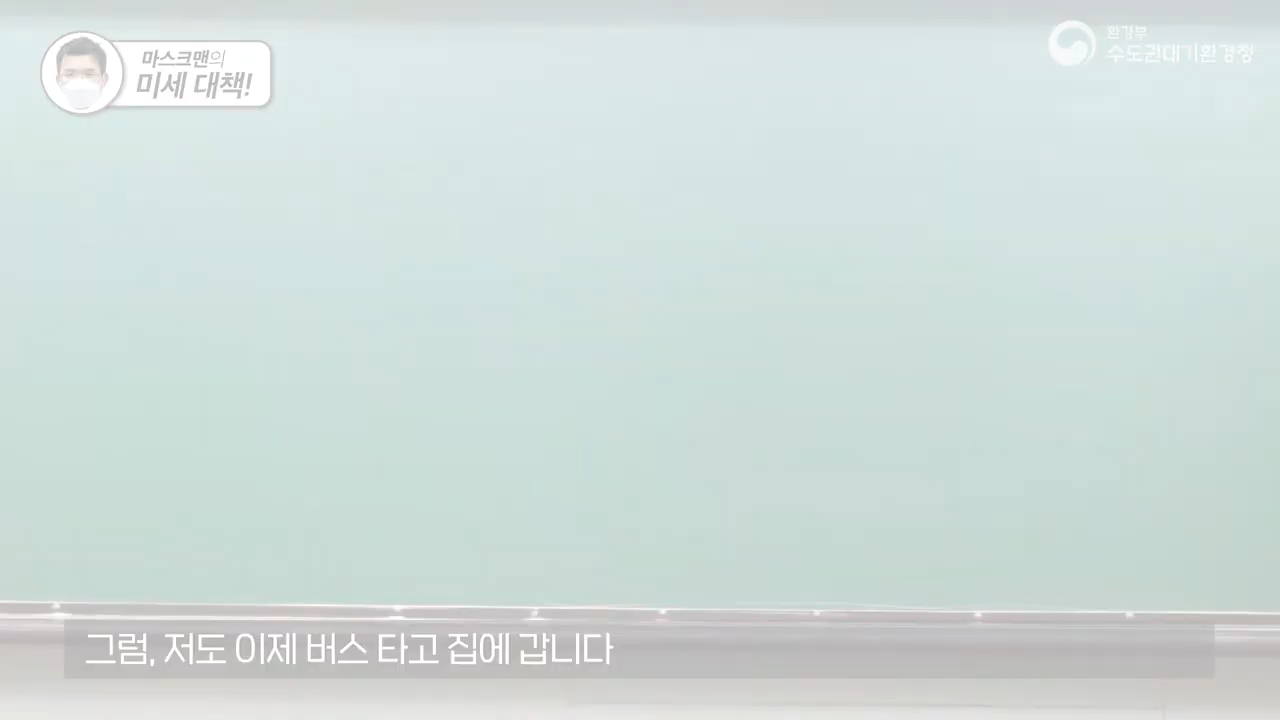 마스크맨의
미세 대책!
환경부
수도권대기환경청
그럼, 저도 이제 버스 타고 집에 갑니다